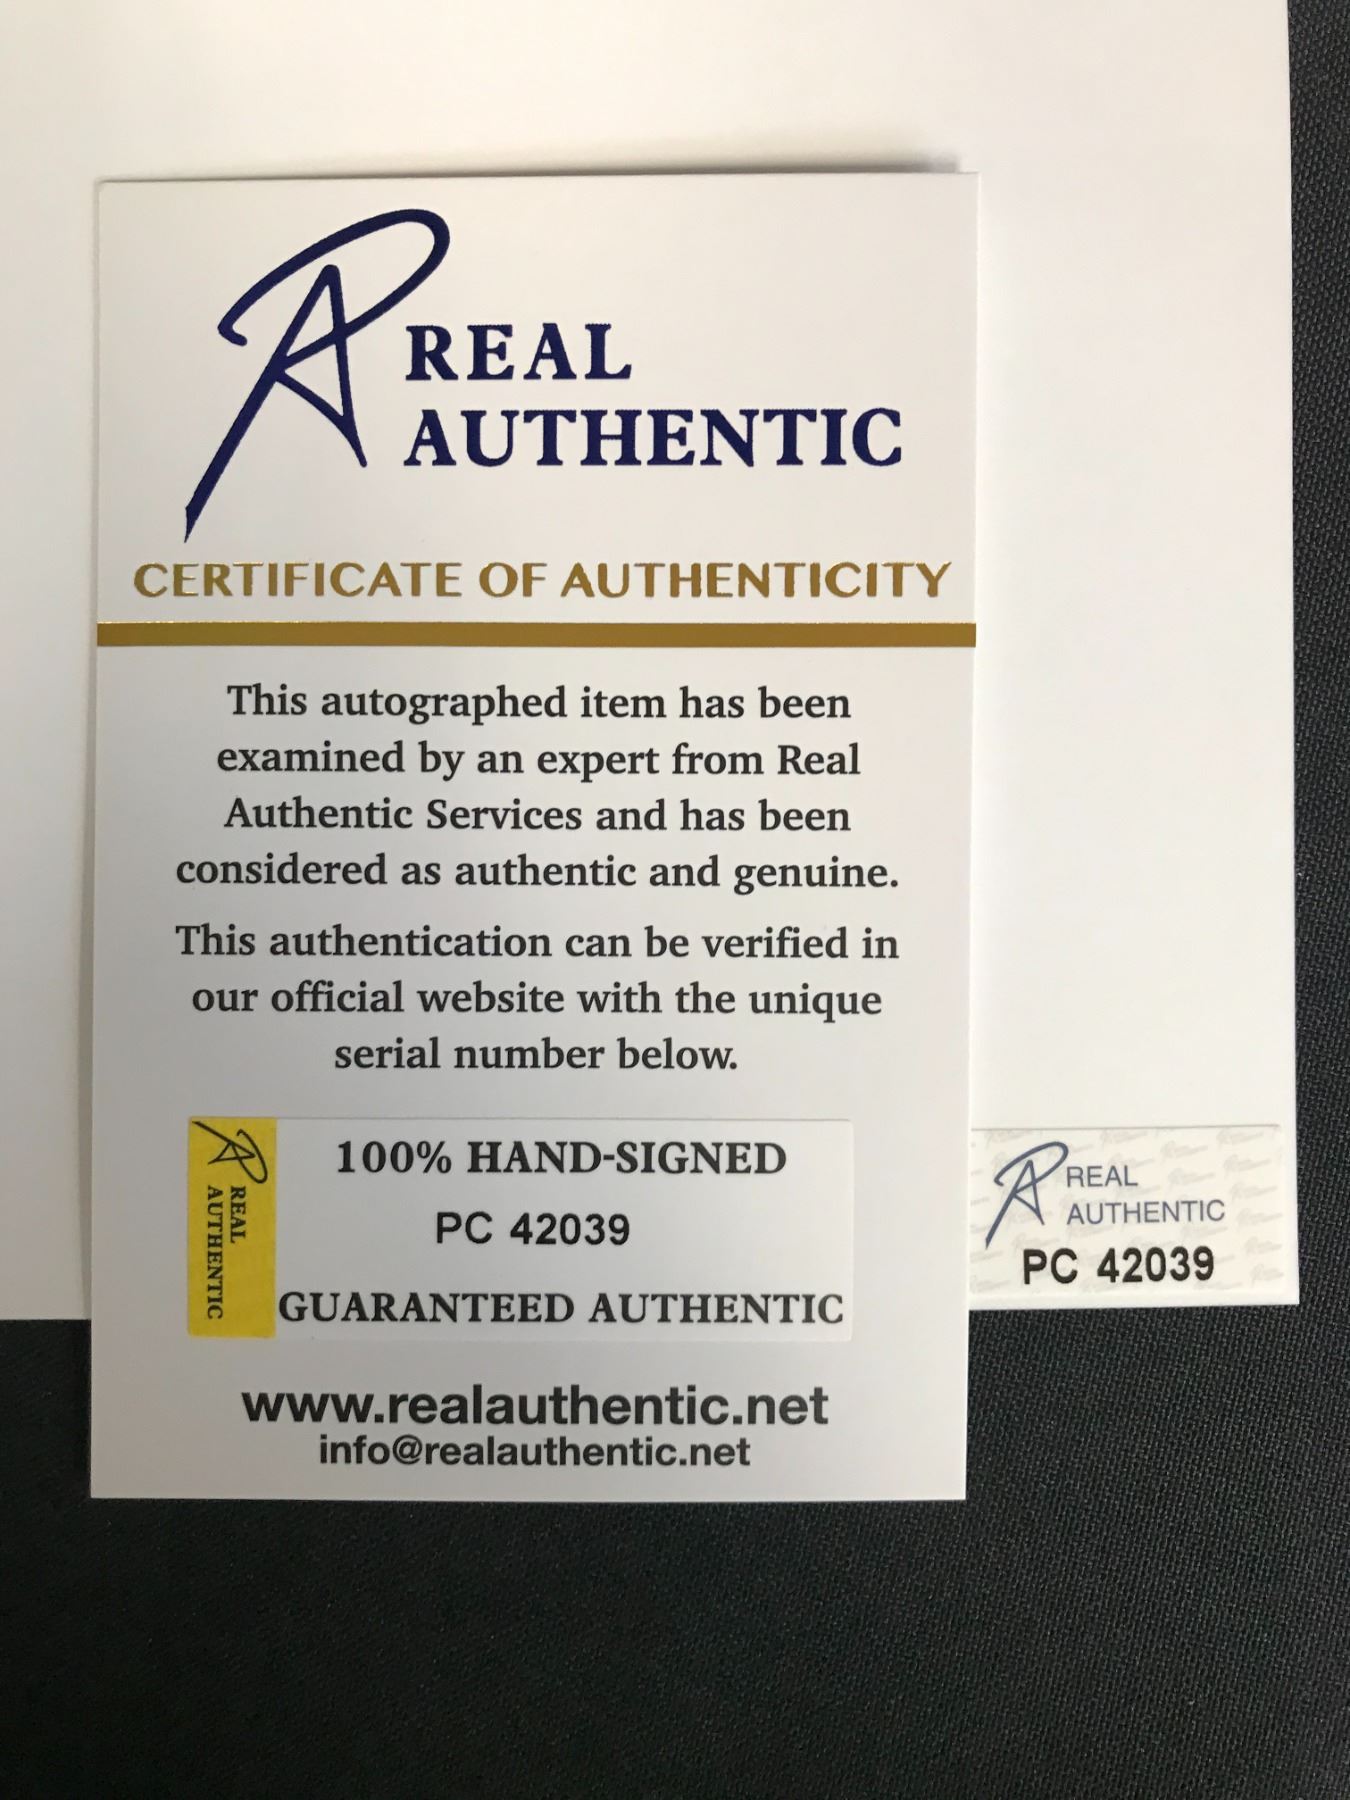 REAL
AUTHENTIC
CERTIFICATE OF AUTHENTICITY
This autographed item has been
examined by an expert from Real
Authentic Services and has been
considered as authentic and genuine.
This authentication can be verified in
our official website with the unique
serial number below.
REAL
AUTHENTIC
100% HAND-SIGNED
PC 42039
GUARANTEED AUTHENTIC
www.realauthentic.net
info@realauthentic.net
REAL
AUTHENTIC
PC 42039